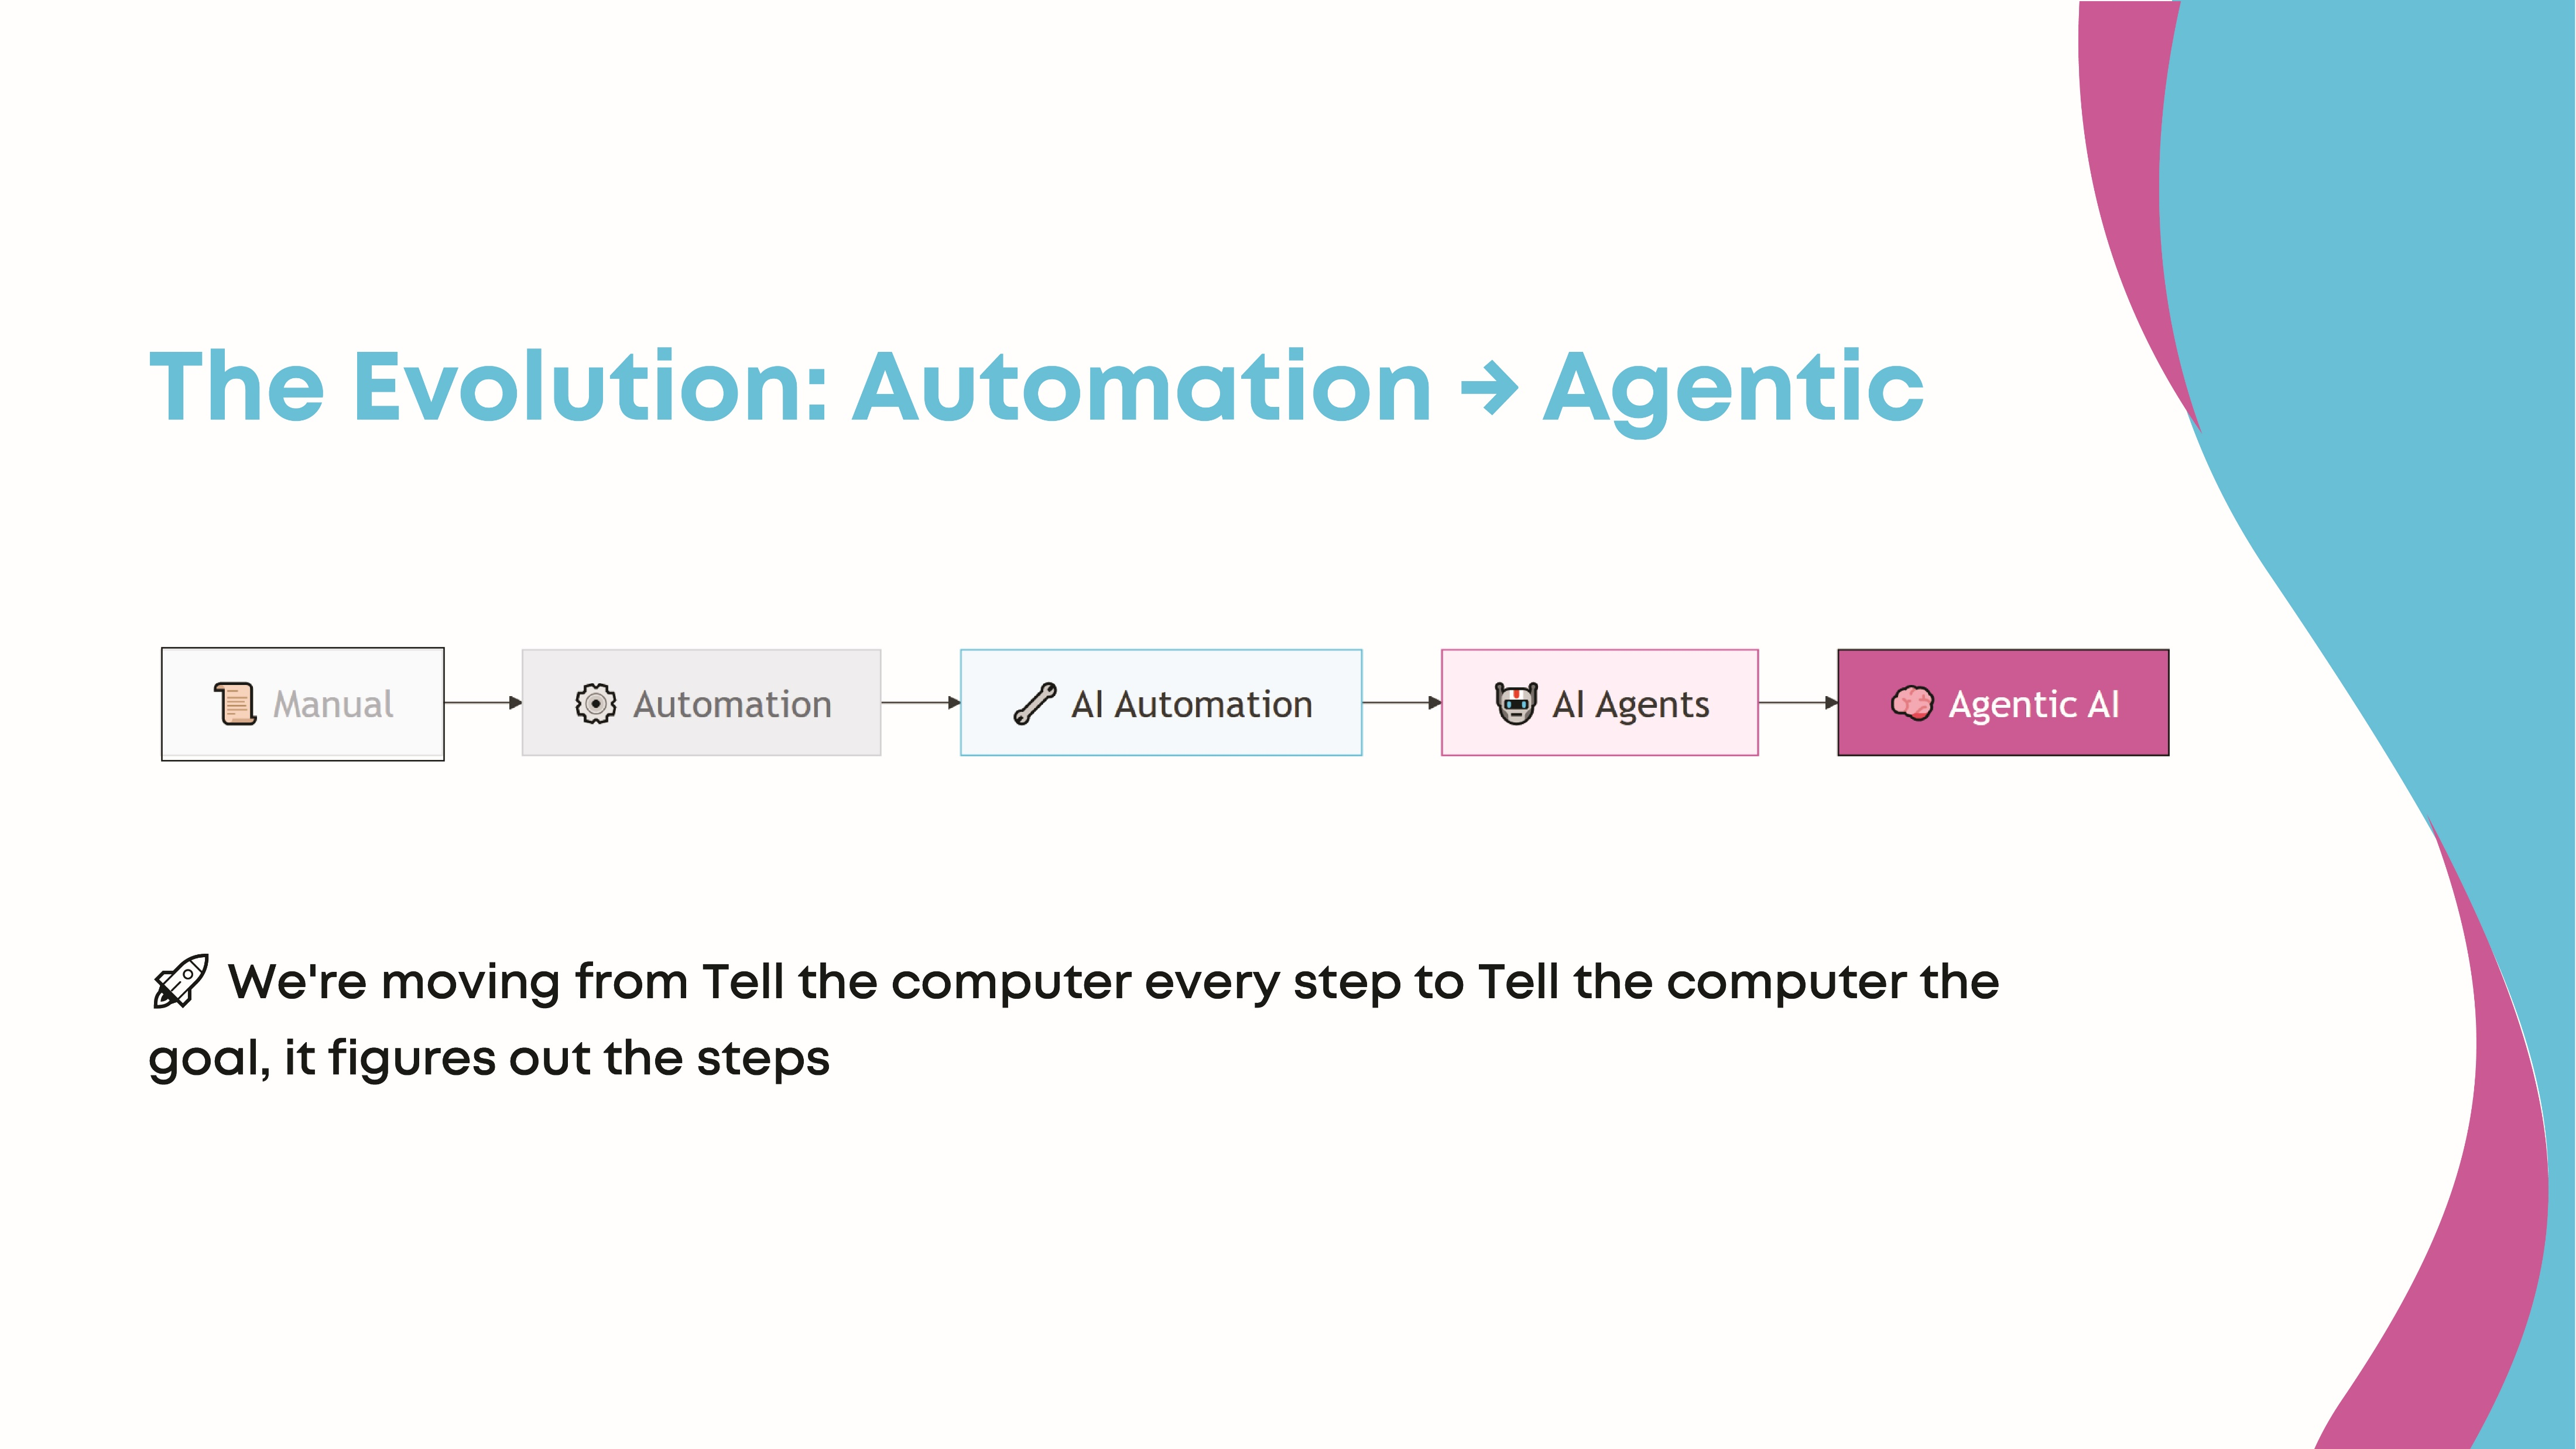 The Evolution: Automation → Agentic
📜 Manual
⚙ Automation
🔧 AI Automation
🤖 AI Agents
🧠 Agentic AI
🚀 We're moving from Tell the computer every step to Tell the computer the
goal, it figures out the steps